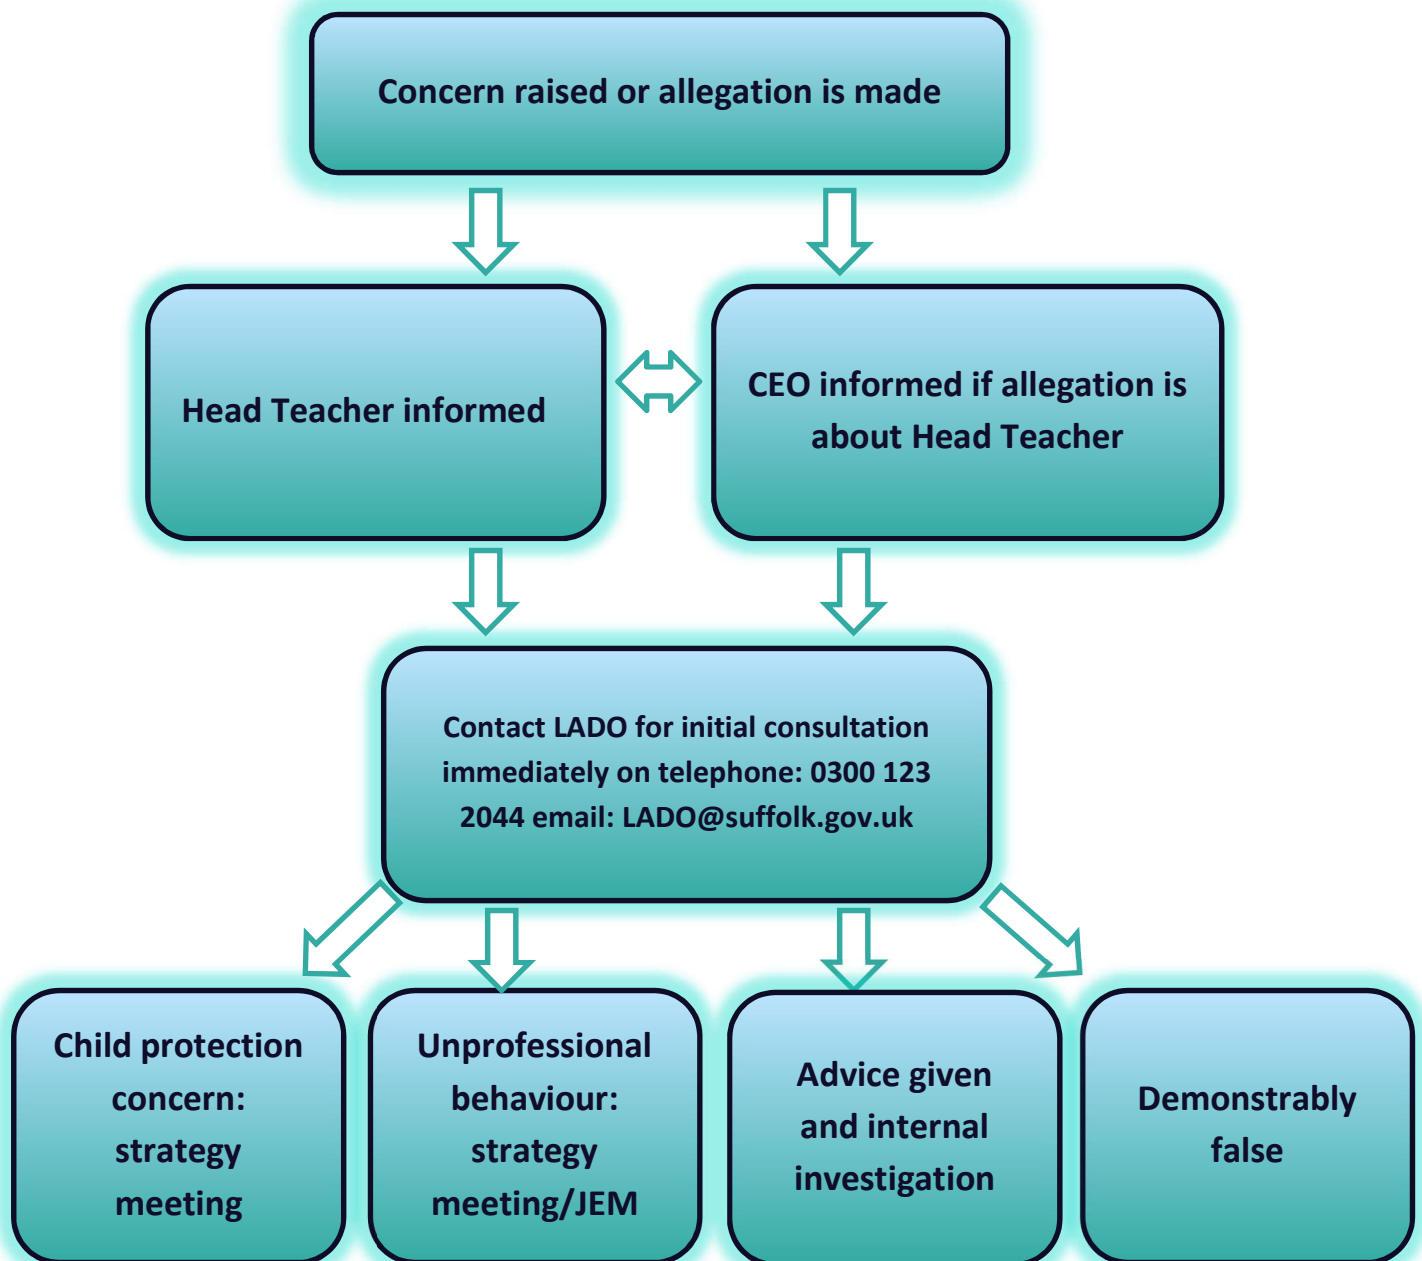 Concern raised or allegation is made
Head Teacher informed
CEO informed if allegation is
about Head Teacher
Contact LADO for initial consultation
immediately on telephone: 0300 123
2044 email: LADO@suffolk.gov.uk
Child protection
concern:
strategy
meeting
Unprofessional
behaviour:
strategy
meeting/JEM
Advice given
and internal
investigation
Demonstrably
false